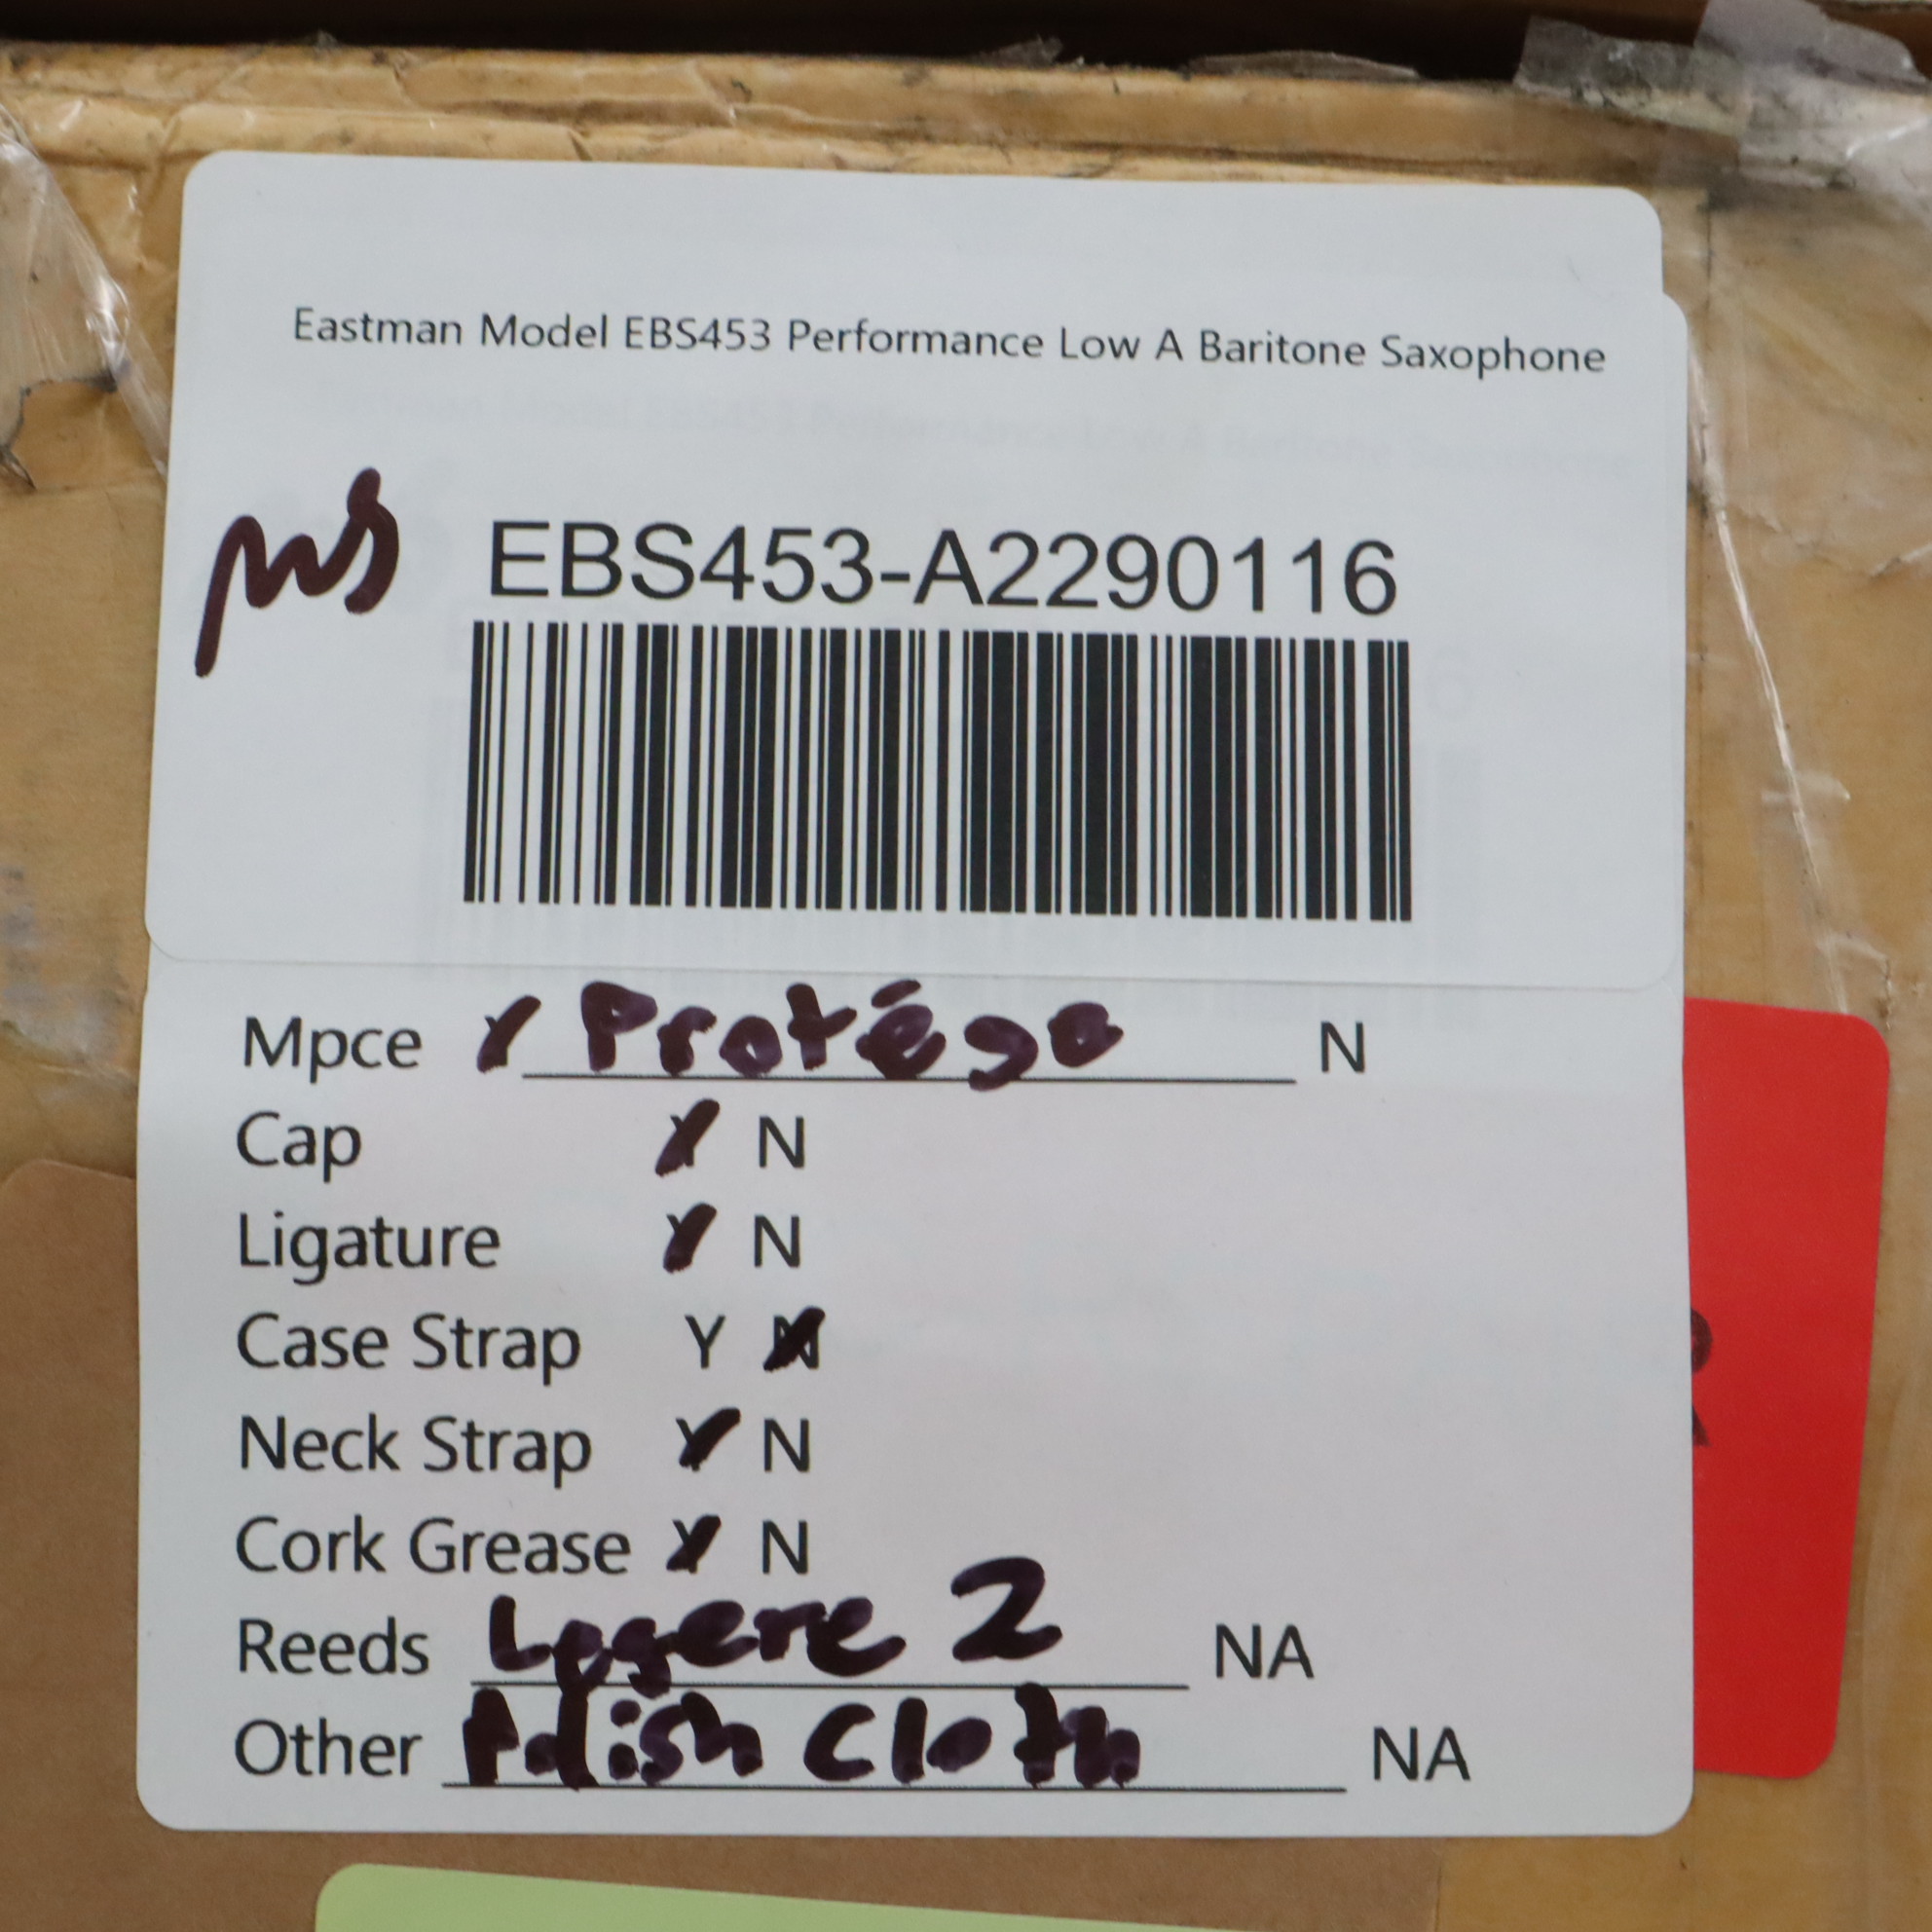 Eastman Model EBS453 Performance Low A Baritone Saxophone
EBS453-A2290116
Mpce Y Protégé N
Cap Y N
Ligature Y N
Case Strap Y N
Neck Strap Y N
Cork Grease Y N
Reeds Legere 2 NA
Other Polish Cloth NA